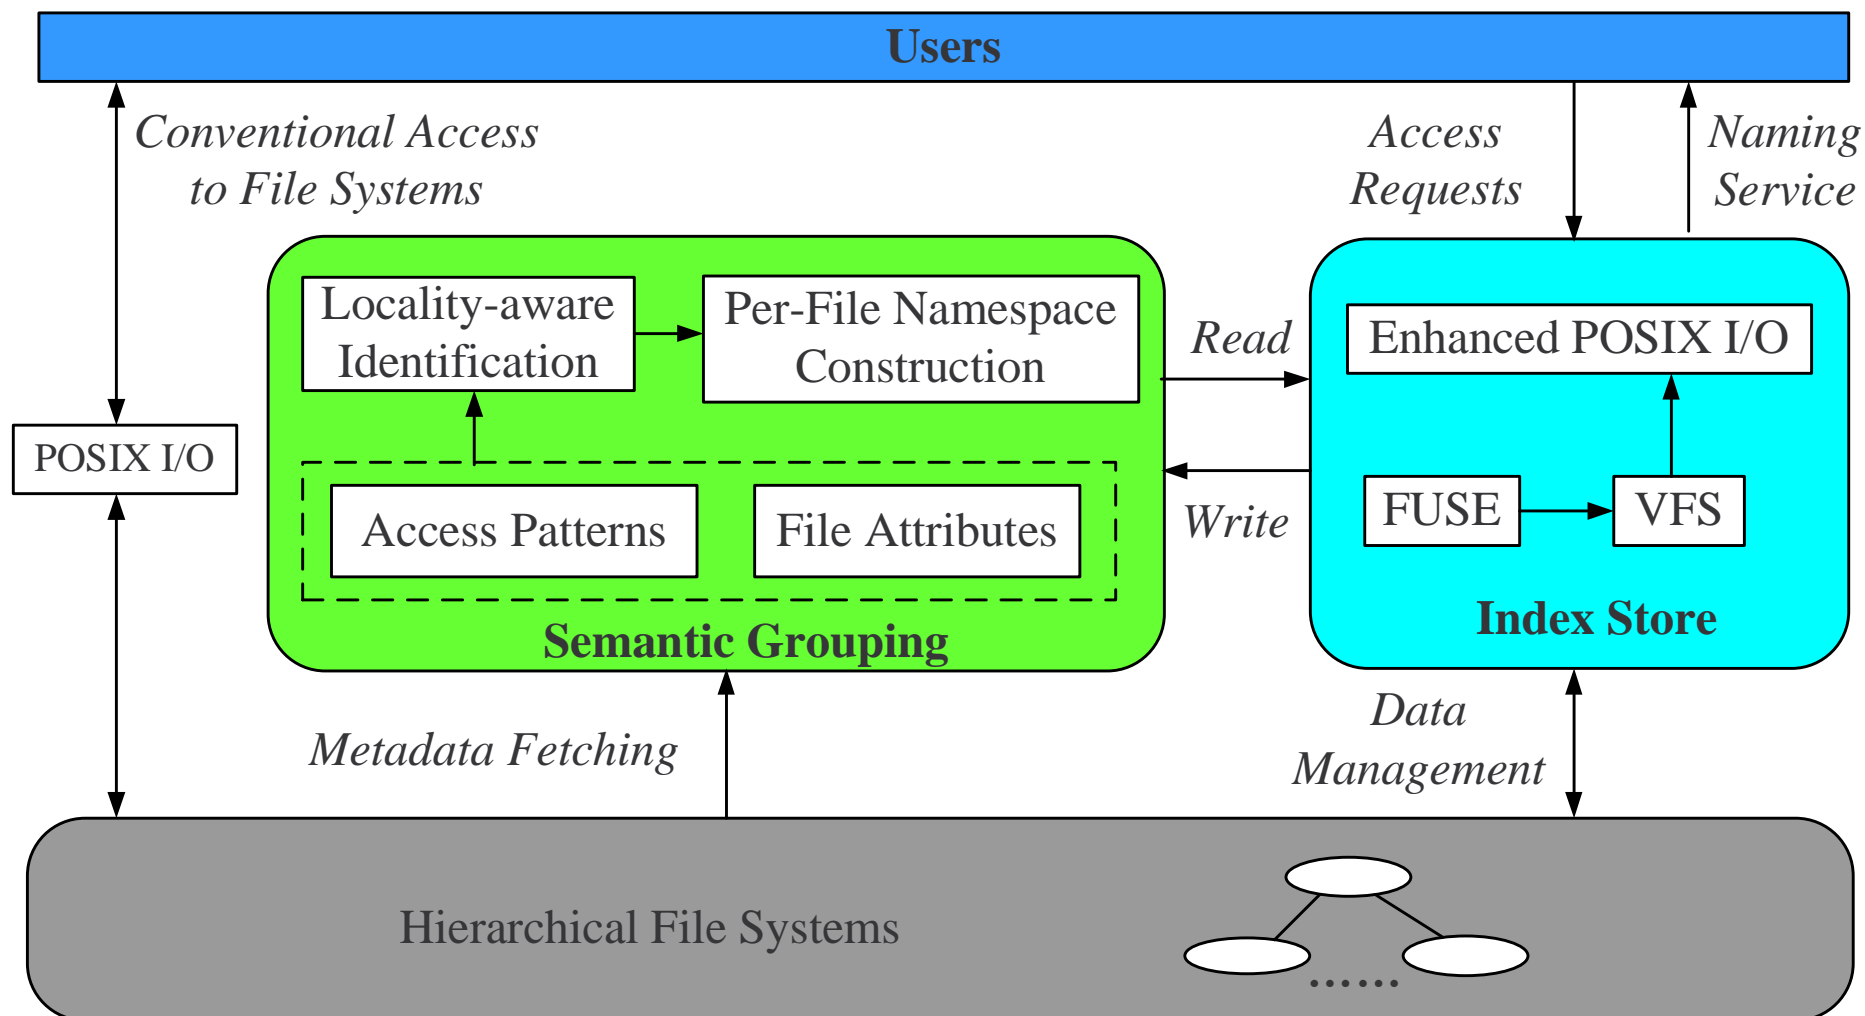 Users
Conventional Access
to File Systems
Access
Requests
Naming
Service
Locality-aware
Identification
Per-File Namespace
Construction
Read
Enhanced POSIX I/O
POSIX I/O
Access Patterns
File Attributes
Write
FUSE
VFS
Semantic Grouping
Index Store
Metadata Fetching
Data
Management
Hierarchical File Systems
……